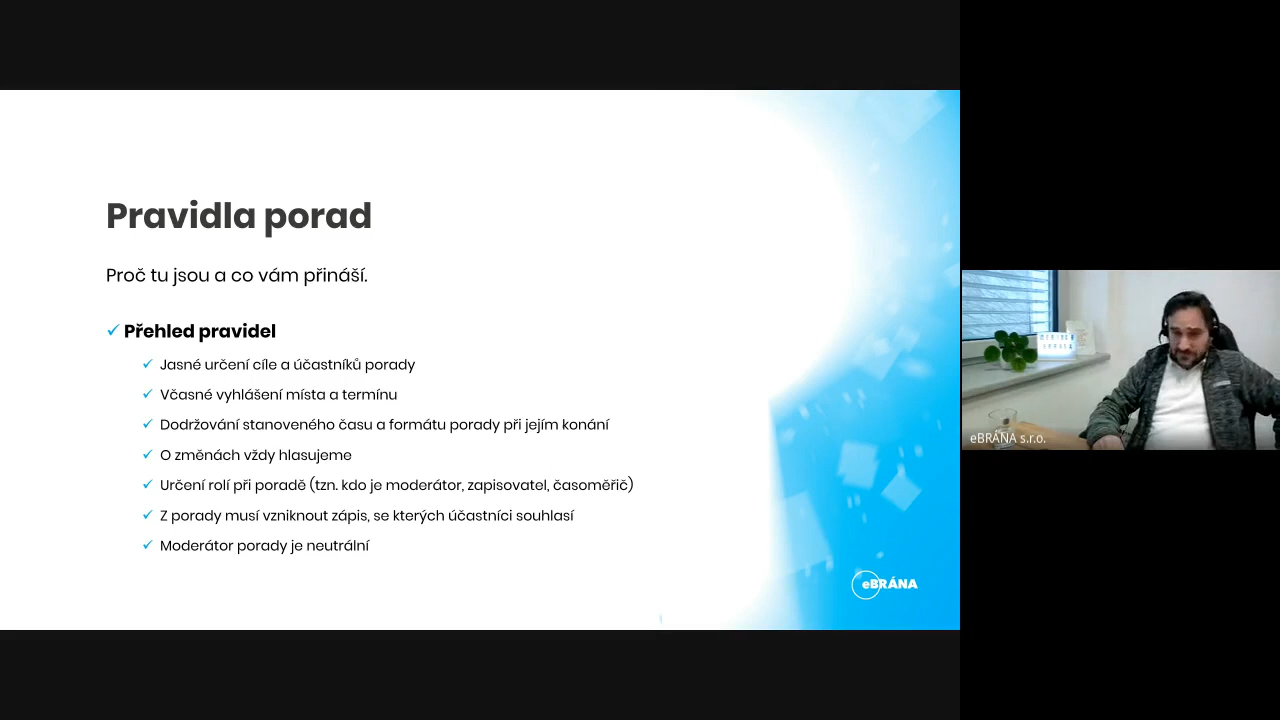 Pravidla porad
Proč tu jsou a co vám přináší.
Přehled pravidel
Jasné určení cíle a účastníků porady
Včasné vyhlášení místa a termínu
Dodržování stanoveného času a formátu porady při jejím konání
O změnách vždy hlasujeme
Určení rolí při poradě (tzn. kdo je moderátor, zapisovatel, časoměřič)
Z porady musí vzniknout zápis, se kterých účastníci souhlasí
Moderátor porady je neutrální
eBRÁNA
eBRÁNA s.r.o.